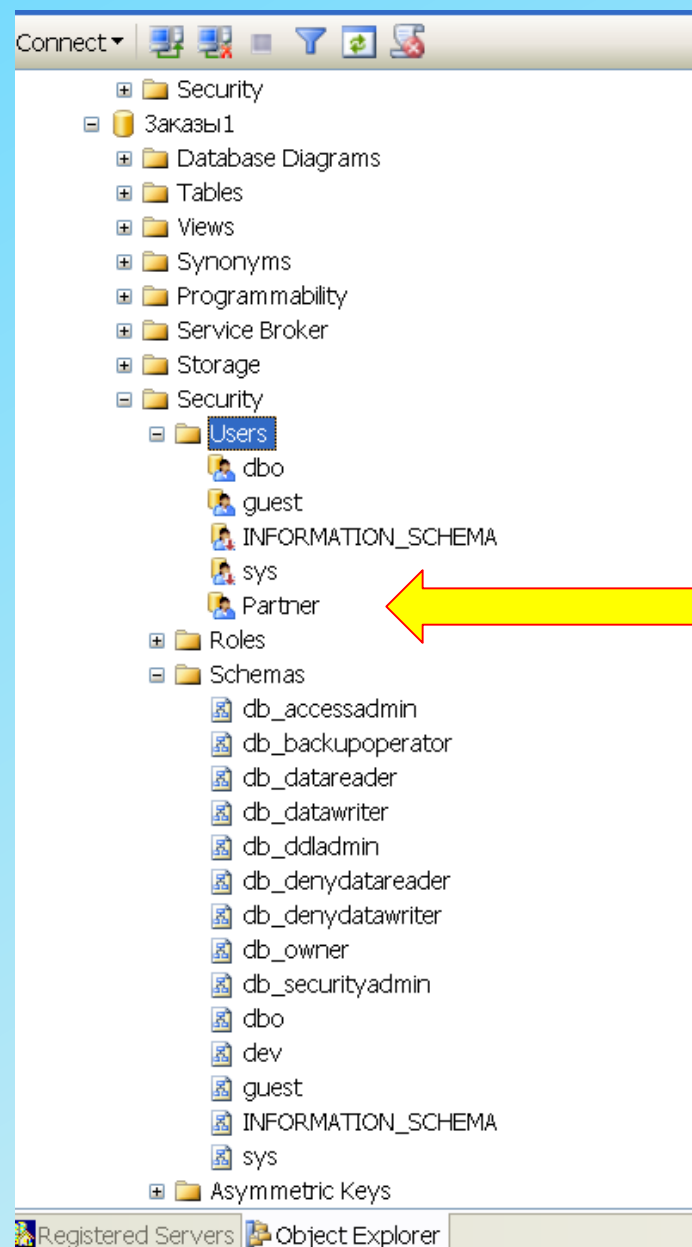 Connect
Security
Заказы1
Database Diagrams
Tables
Views
Synonyms
Programmability
Service Broker
Storage
Security
Users
dbo
guest
INFORMATION_SCHEMA
sys
Partner
Roles
Schemas
db_accessadmin
db_backupoperator
db_datareader
db_datawriter
db_ddladmin
db_denydatareader
db_denydatawriter
db_owner
db_securityadmin
dbo
dev
guest
INFORMATION_SCHEMA
sys
Asymmetric Keys
Registered Servers Object Explorer